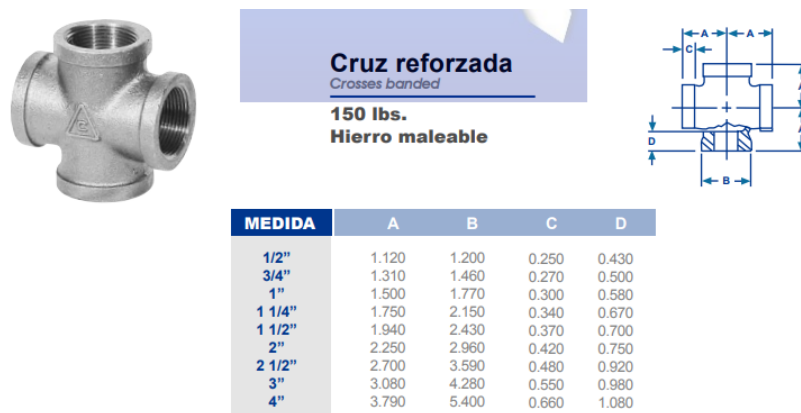 Cruz reforzada
Crosses banded
150 lbs.
Hierro maleable
A A
C
A
A
D
B
MEDIDA A B C D
1/2” 1.120 1.200 0.250 0.430
3/4” 1.310 1.460 0.270 0.500
1” 1.500 1.770 0.300 0.580
1 1/4” 1.750 2.150 0.340 0.670
1 1/2” 1.940 2.430 0.370 0.700
2” 2.250 2.960 0.420 0.750
2 1/2” 2.700 3.590 0.480 0.920
3” 3.080 4.280 0.550 0.980
4” 3.790 5.400 0.660 1.080